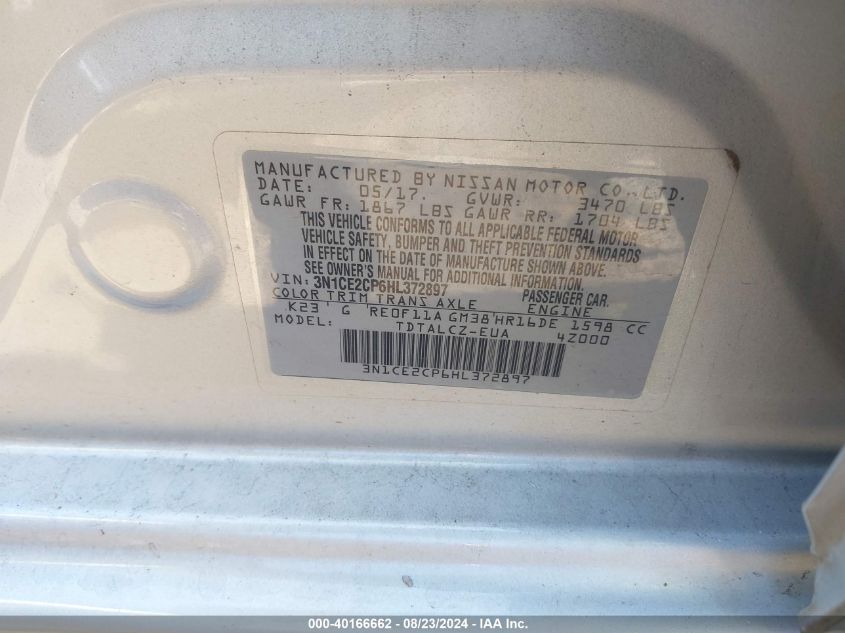 MANUFACTURED BY NISSAN MOTOR CO., LTD.
DATE: 05/17. GVWR: 3470 LBS
GAWR FR: 1867 LBS GAWR RR: 1704 LBS
THIS VEHICLE CONFORMS TO ALL APPLICABLE FEDERAL MOTOR
VEHICLE SAFETY, BUMPER AND THEFT PREVENTION STANDARDS
IN EFFECT ON THE DATE OF MANUFACTURE SHOWN ABOVE.
SEE OWNER'S MANUAL FOR ADDITIONAL INFORMATION.
VIN: 3N1CE2CP6HL372897 PASSENGER CAR.
COLOR TRIM TRANS AXLE ENGINE
K23 G RE0F11A GM38 HR16DE 1598 CC
MODEL: TDTALCZ-EUA 4Z000
3N1CE2CP6HL372897
000-40166662 - 08/23/2024 - IAA Inc.